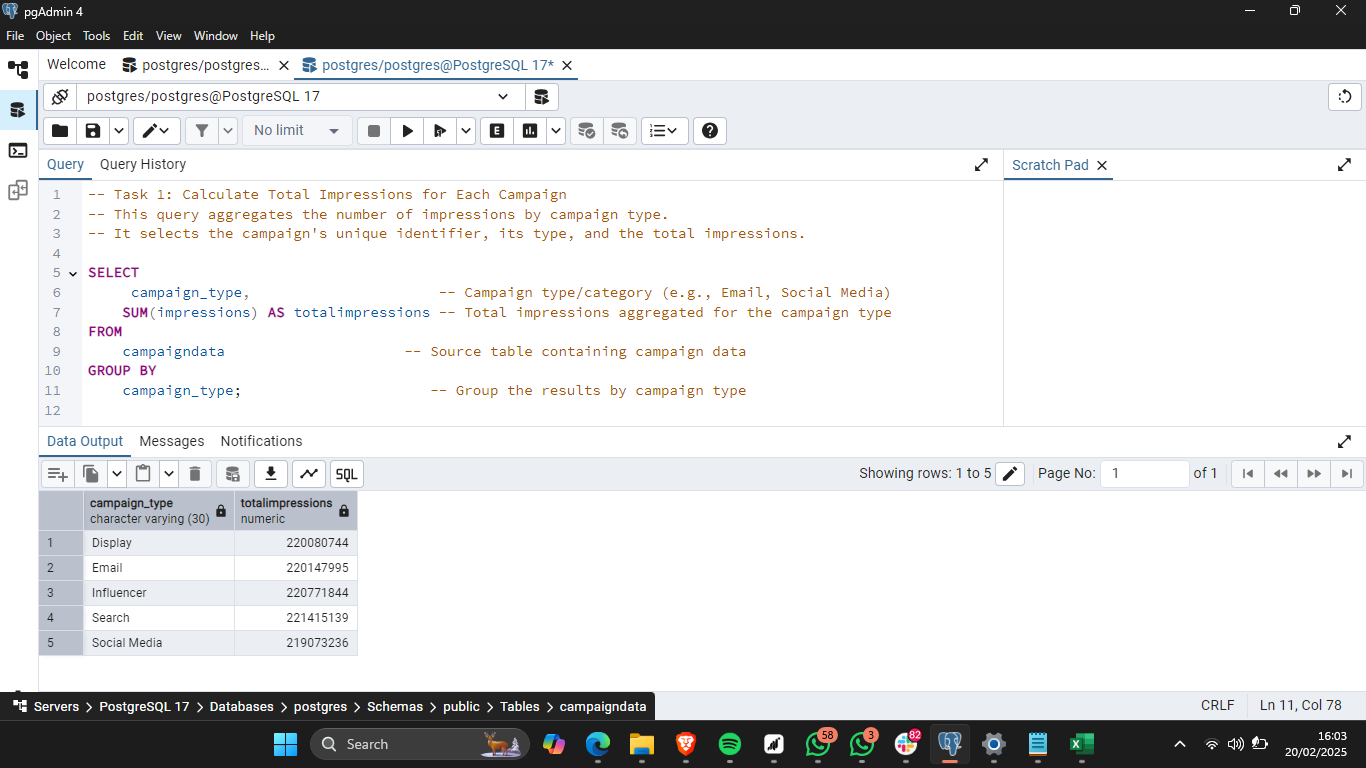 pgAdmin 4
File Object Tools Edit View Window Help
Welcome postgres/postgres... postgres/postgres@PostgreSQL 17*
postgres/postgres@PostgreSQL 17
No limit E
Query Query History Scratch Pad
1 -- Task 1: Calculate Total Impressions for Each Campaign
2 -- This query aggregates the number of impressions by campaign type.
3 -- It selects the campaign's unique identifier, its type, and the total impressions.
4
5 SELECT
6 campaign_type, -- Campaign type/category (e.g., Email, Social Media)
7 SUM(impressions) AS totalimpressions -- Total impressions aggregated for the campaign type
8 FROM
9 campaigndata -- Source table containing campaign data
10 GROUP BY
11 campaign_type; -- Group the results by campaign type
12
Data Output Messages Notifications
SQL Showing rows: 1 to 5 Page No: 1 of 1
campaign_type totalimpressions
character varying (30) numeric
1 Display 220080744
2 Email 220147995
3 Influencer 220771844
4 Search 221415139
5 Social Media 219073236
Servers > PostgreSQL 17 > Databases > postgres > Schemas > public > Tables > campaigndata CRLF Ln 11, Col 78
Search 58 3 82 16:03
20/02/2025